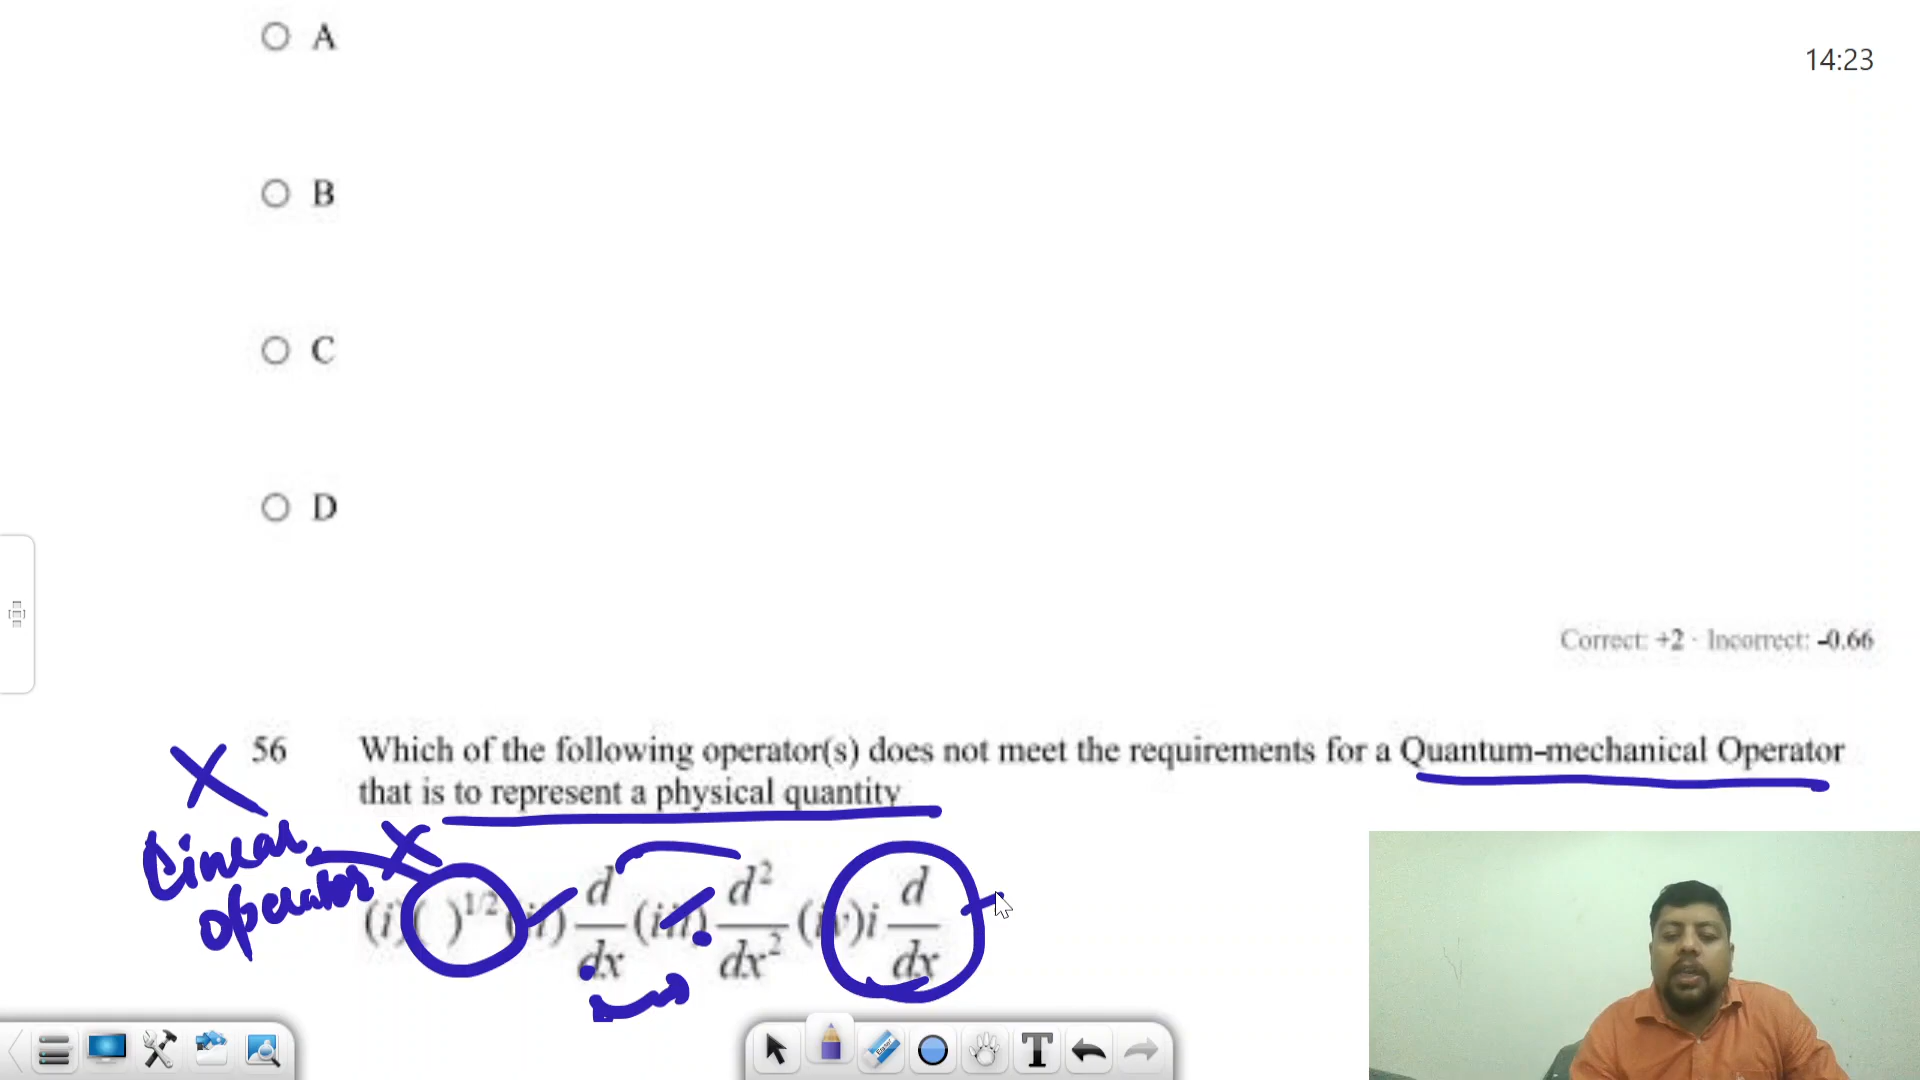 A
14:23
B
C
D
Correct: +2 · Incorrect: -0.66
56 Which of the following operator(s) does not meet the requirements for a Quantum-mechanical Operator
that is to represent a physical quantity
Linear
operator
(i)( )^1/2 (ii) d/dx (iii) d²/dx² (iv)i d/dx
T